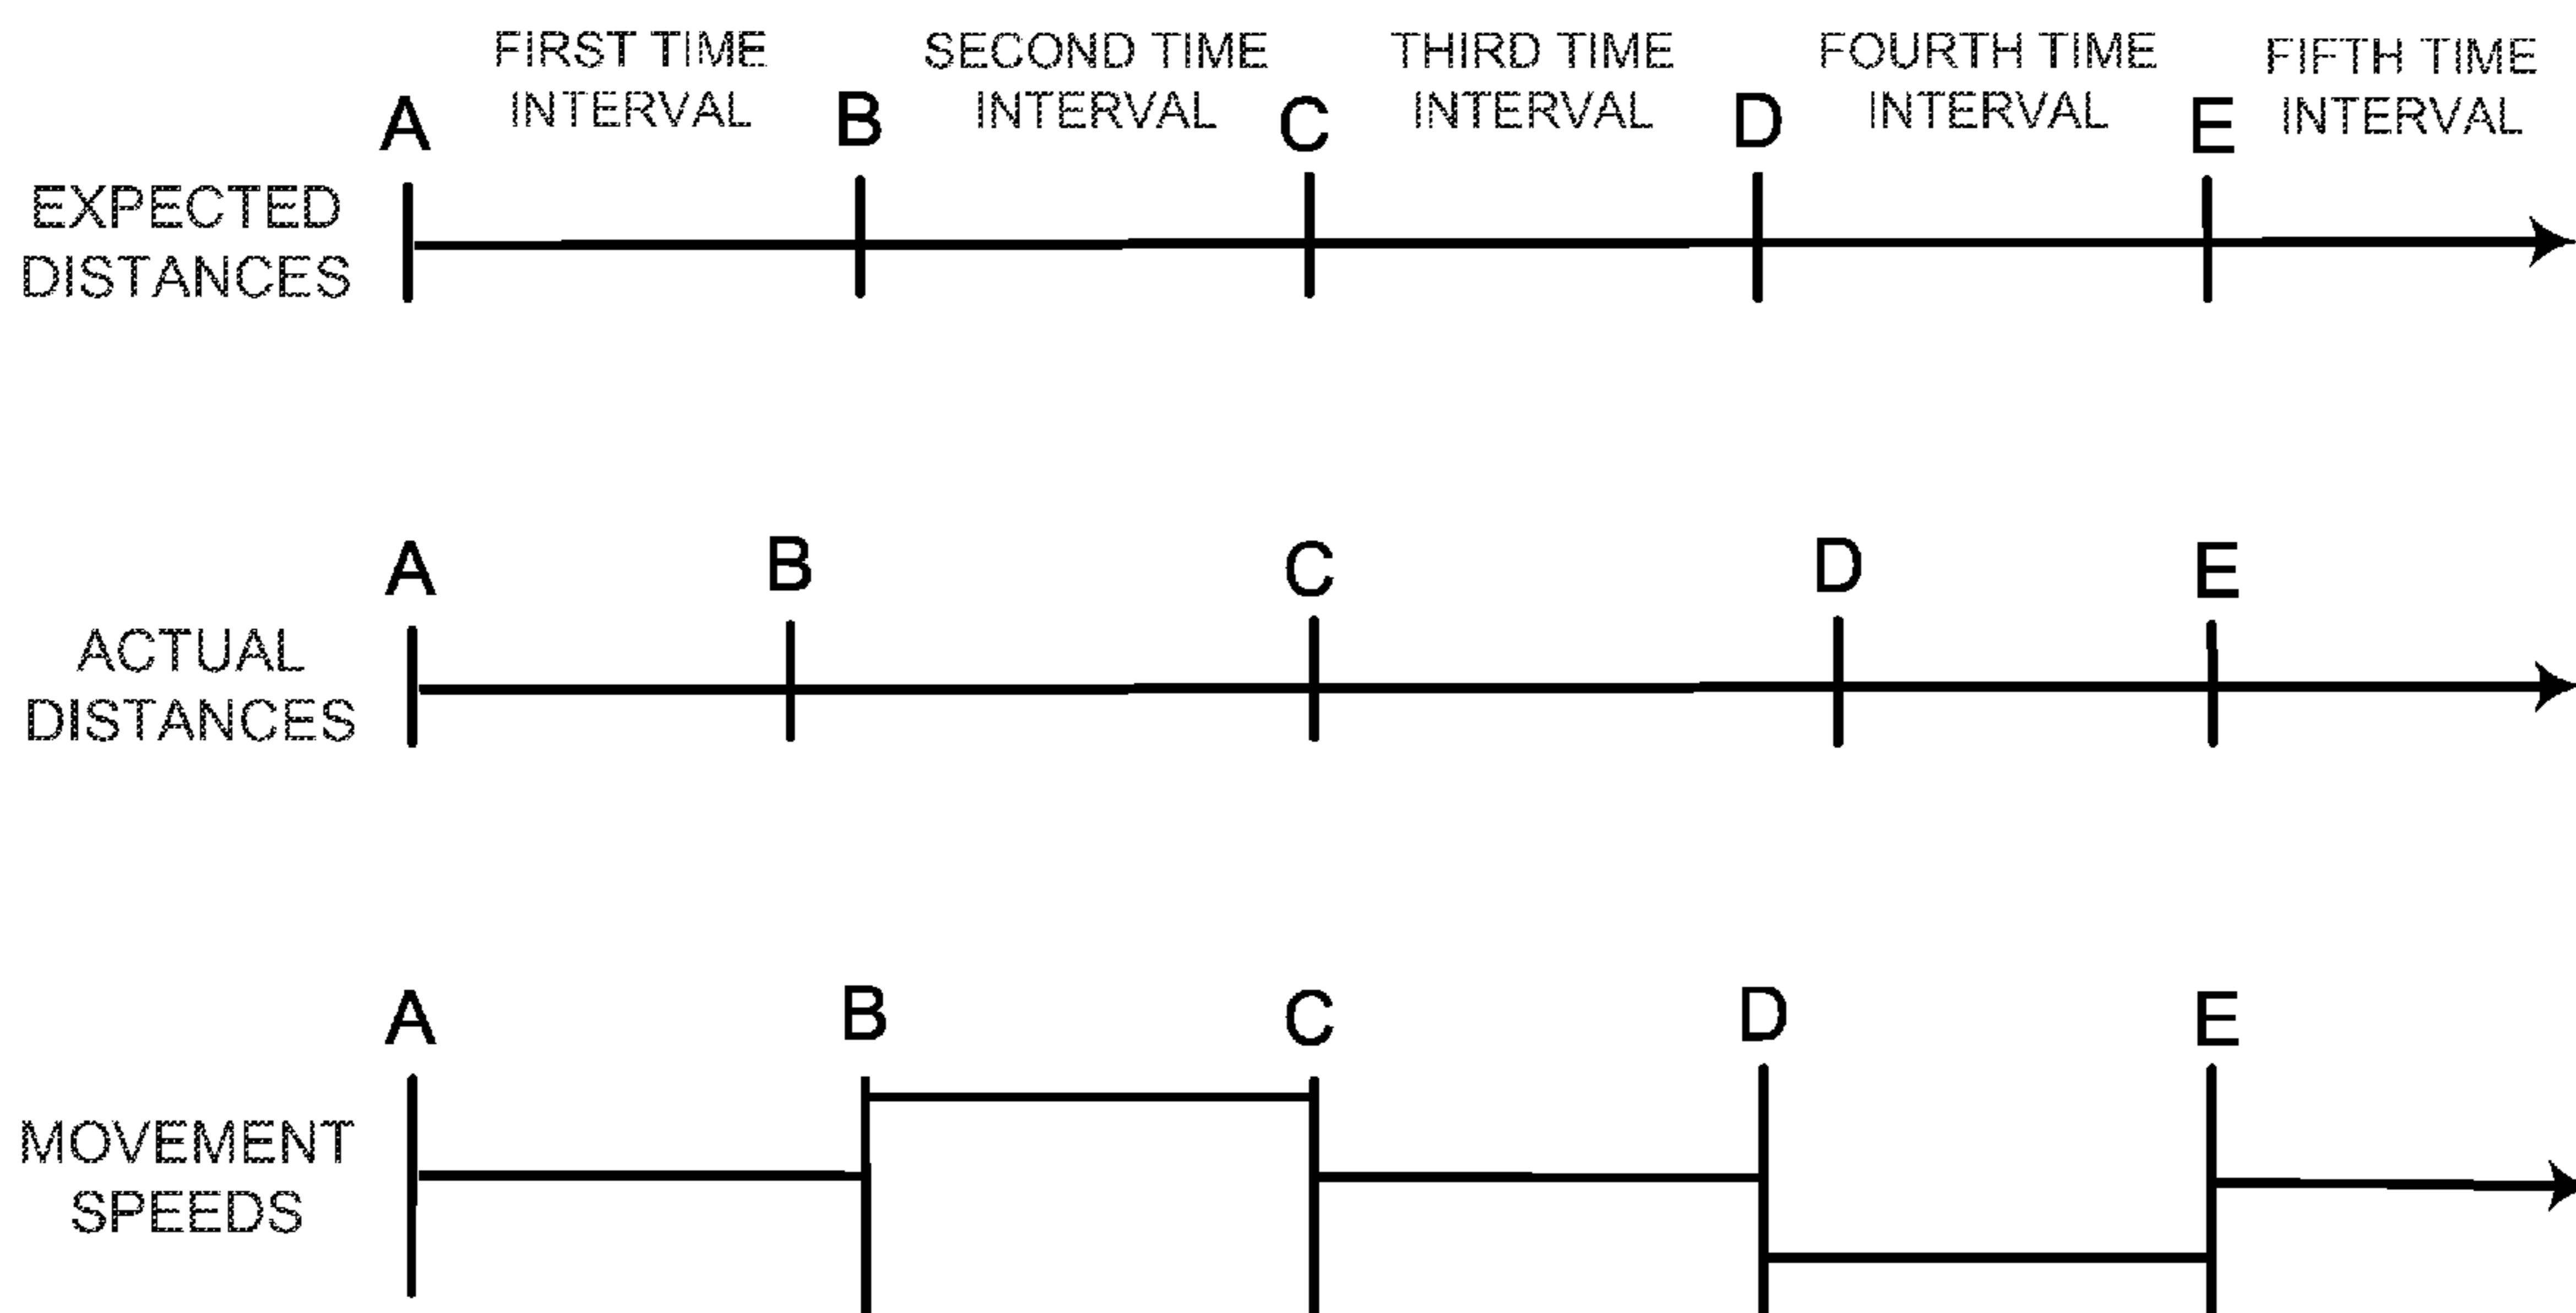 FIRST TIME
INTERVAL
SECOND TIME
INTERVAL
THIRD TIME
INTERVAL
FOURTH TIME
INTERVAL
FIFTH TIME
INTERVAL
A B C D E
EXPECTED
DISTANCES
A B C D E
ACTUAL
DISTANCES
A B C D E
MOVEMENT
SPEEDS